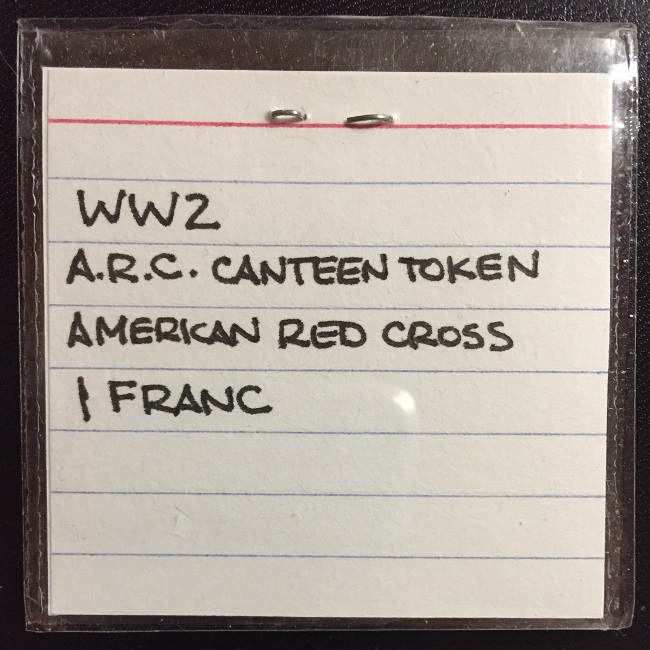 WW2
A.R.C. CANTEEN TOKEN
AMERICAN RED CROSS
1 FRANC